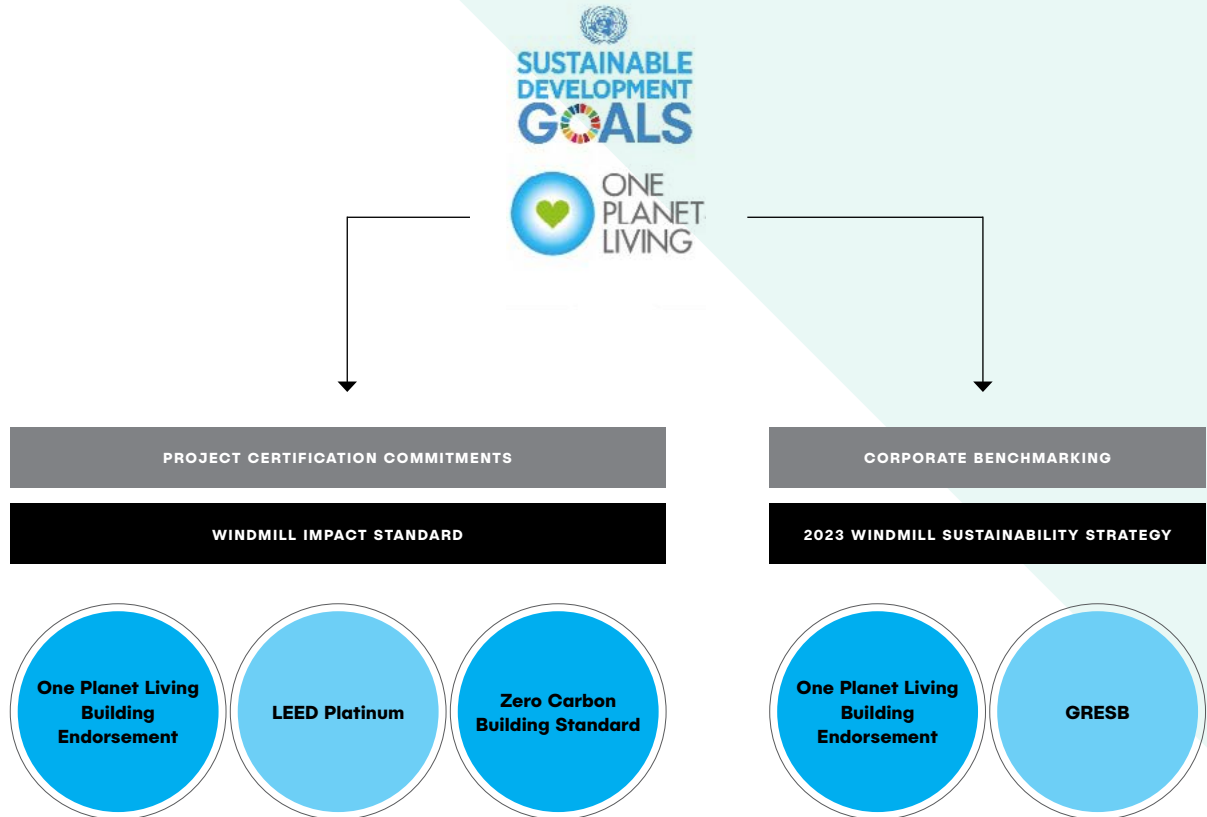 SUSTAINABLE
DEVELOPMENT
GOALS
ONE
PLANET
LIVING
PROJECT CERTIFICATION COMMITMENTS
CORPORATE BENCHMARKING
WINDMILL IMPACT STANDARD
2023 WINDMILL SUSTAINABILITY STRATEGY
One Planet Living
Building
Endorsement
LEED Platinum
Zero Carbon
Building Standard
One Planet Living
Building
Endorsement
GRESB